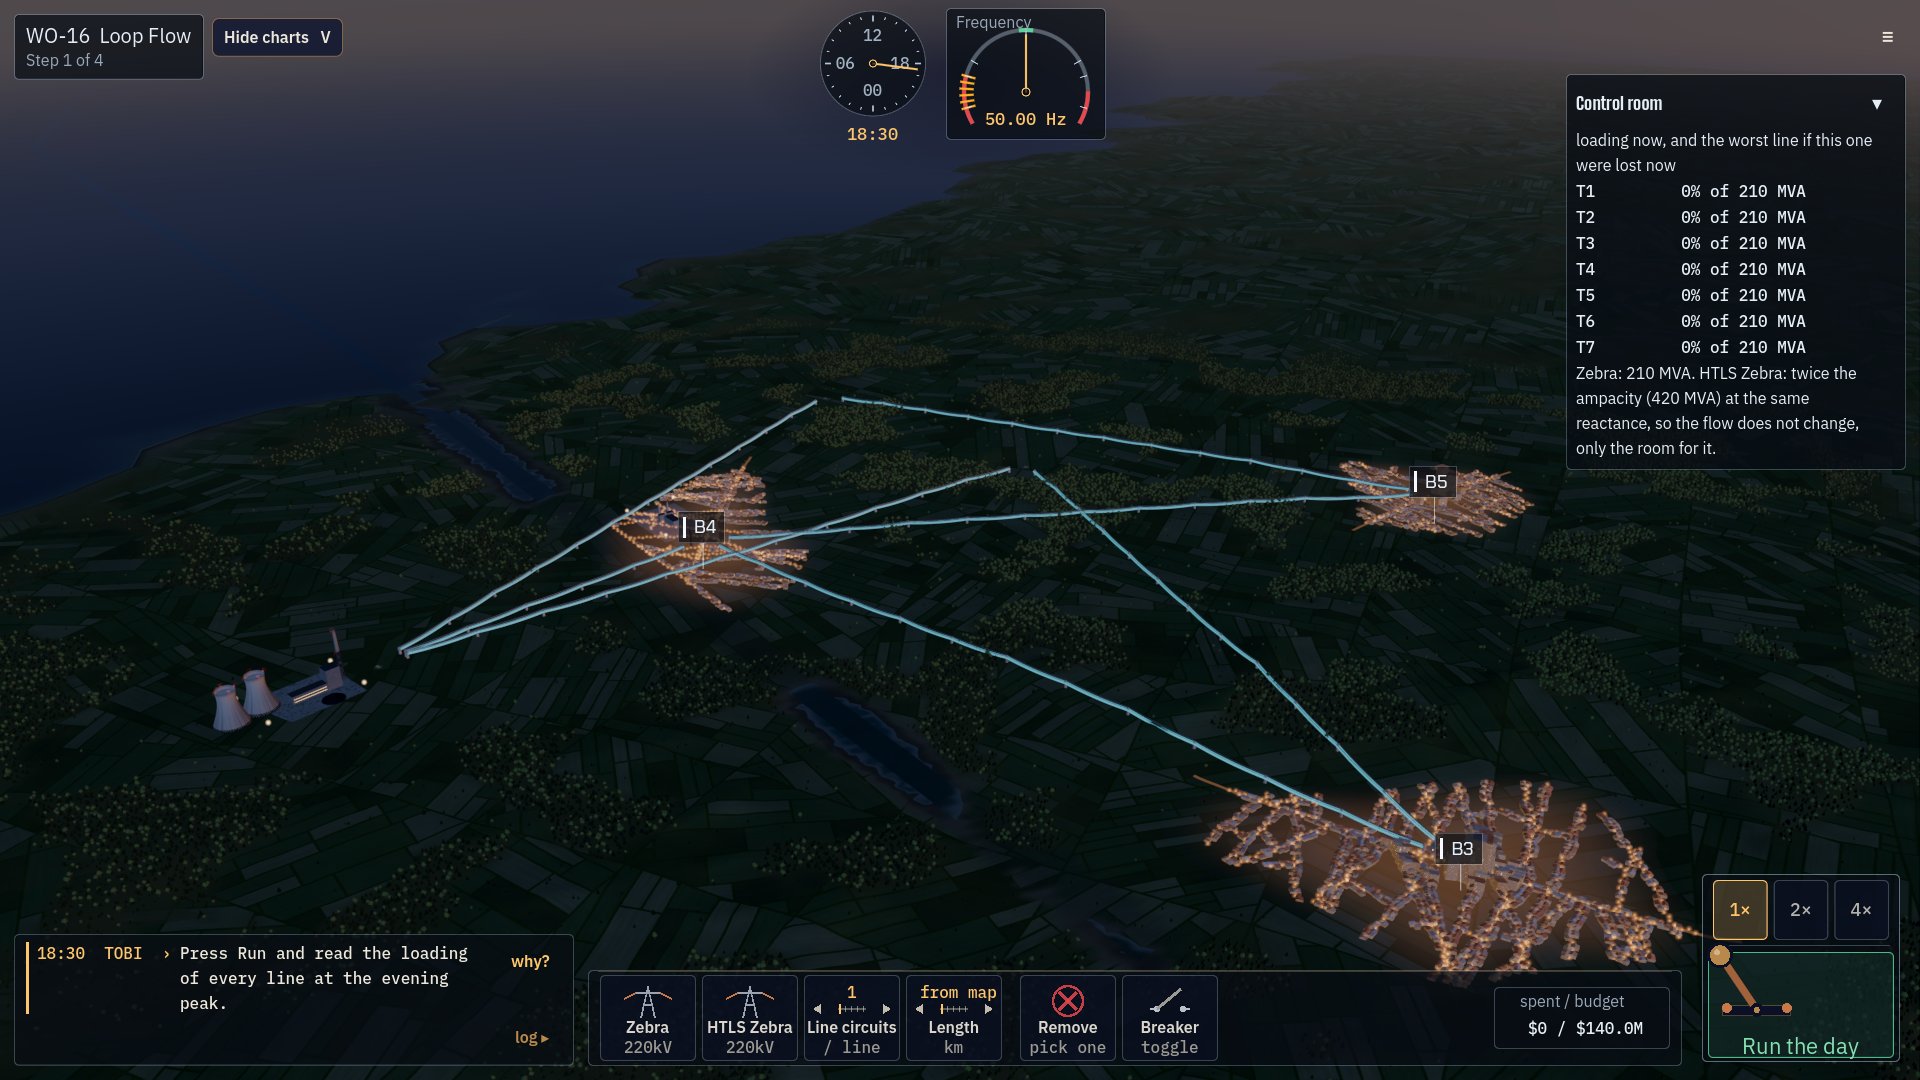 WO-16 Loop Flow
Step 1 of 4
Hide charts V
12
06
18
00
18:30
Frequency
50.00 Hz
≡
Control room ▼
loading now, and the worst line if this one
were lost now
T1 0% of 210 MVA
T2 0% of 210 MVA
T3 0% of 210 MVA
T4 0% of 210 MVA
T5 0% of 210 MVA
T6 0% of 210 MVA
T7 0% of 210 MVA
Zebra: 210 MVA. HTLS Zebra: twice the
ampacity (420 MVA) at the same
reactance, so the flow does not change,
only the room for it.
B4
B5
B3
18:30 TOBI › Press Run and read the loading
of every line at the evening
peak.
why?
log ▸
Zebra
220kV
HTLS Zebra
220kV
1
Line circuits
/ line
from map
Length
km
Remove
pick one
Breaker
toggle
spent / budget
$0 / $140.0M
1×
2×
4×
Run the day